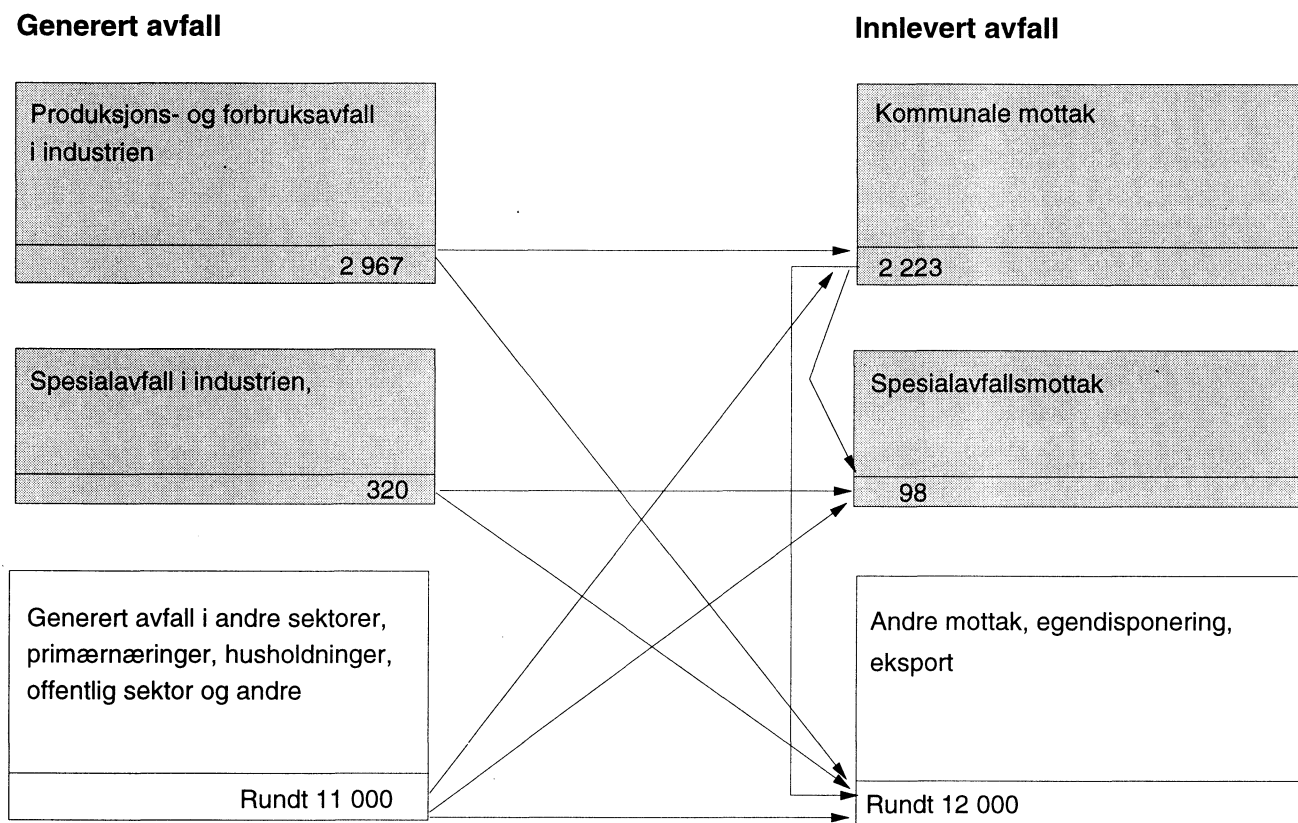 Generert avfall
Innlevert avfall
Produksjons- og forbruksavfall
i industrien
2 967
Kommunale mottak
2 223
Spesialavfall i industrien,
320
Spesialavfallsmottak
98
Generert avfall i andre sektorer,
primærnæringer, husholdninger,
offentlig sektor og andre
Rundt 11 000
Andre mottak, egendisponering,
eksport
Rundt 12 000